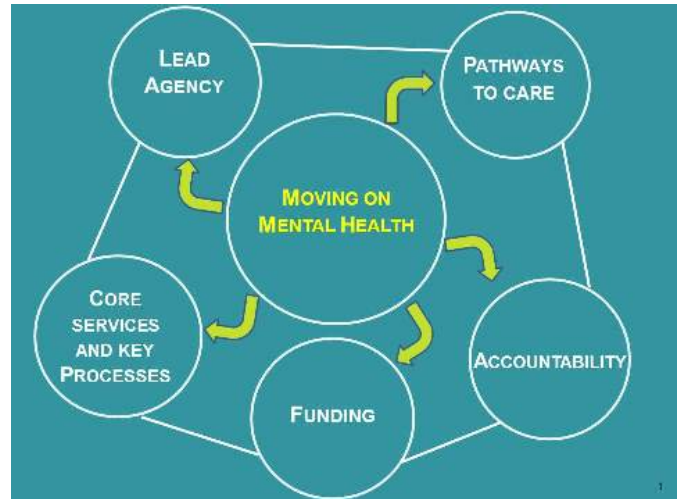 LEAD
AGENCY
PATHWAYS
TO CARE
MOVING ON
MENTAL HEALTH
CORE
SERVICES
AND KEY
PROCESSES
ACCOUNTABILITY
FUNDING
1